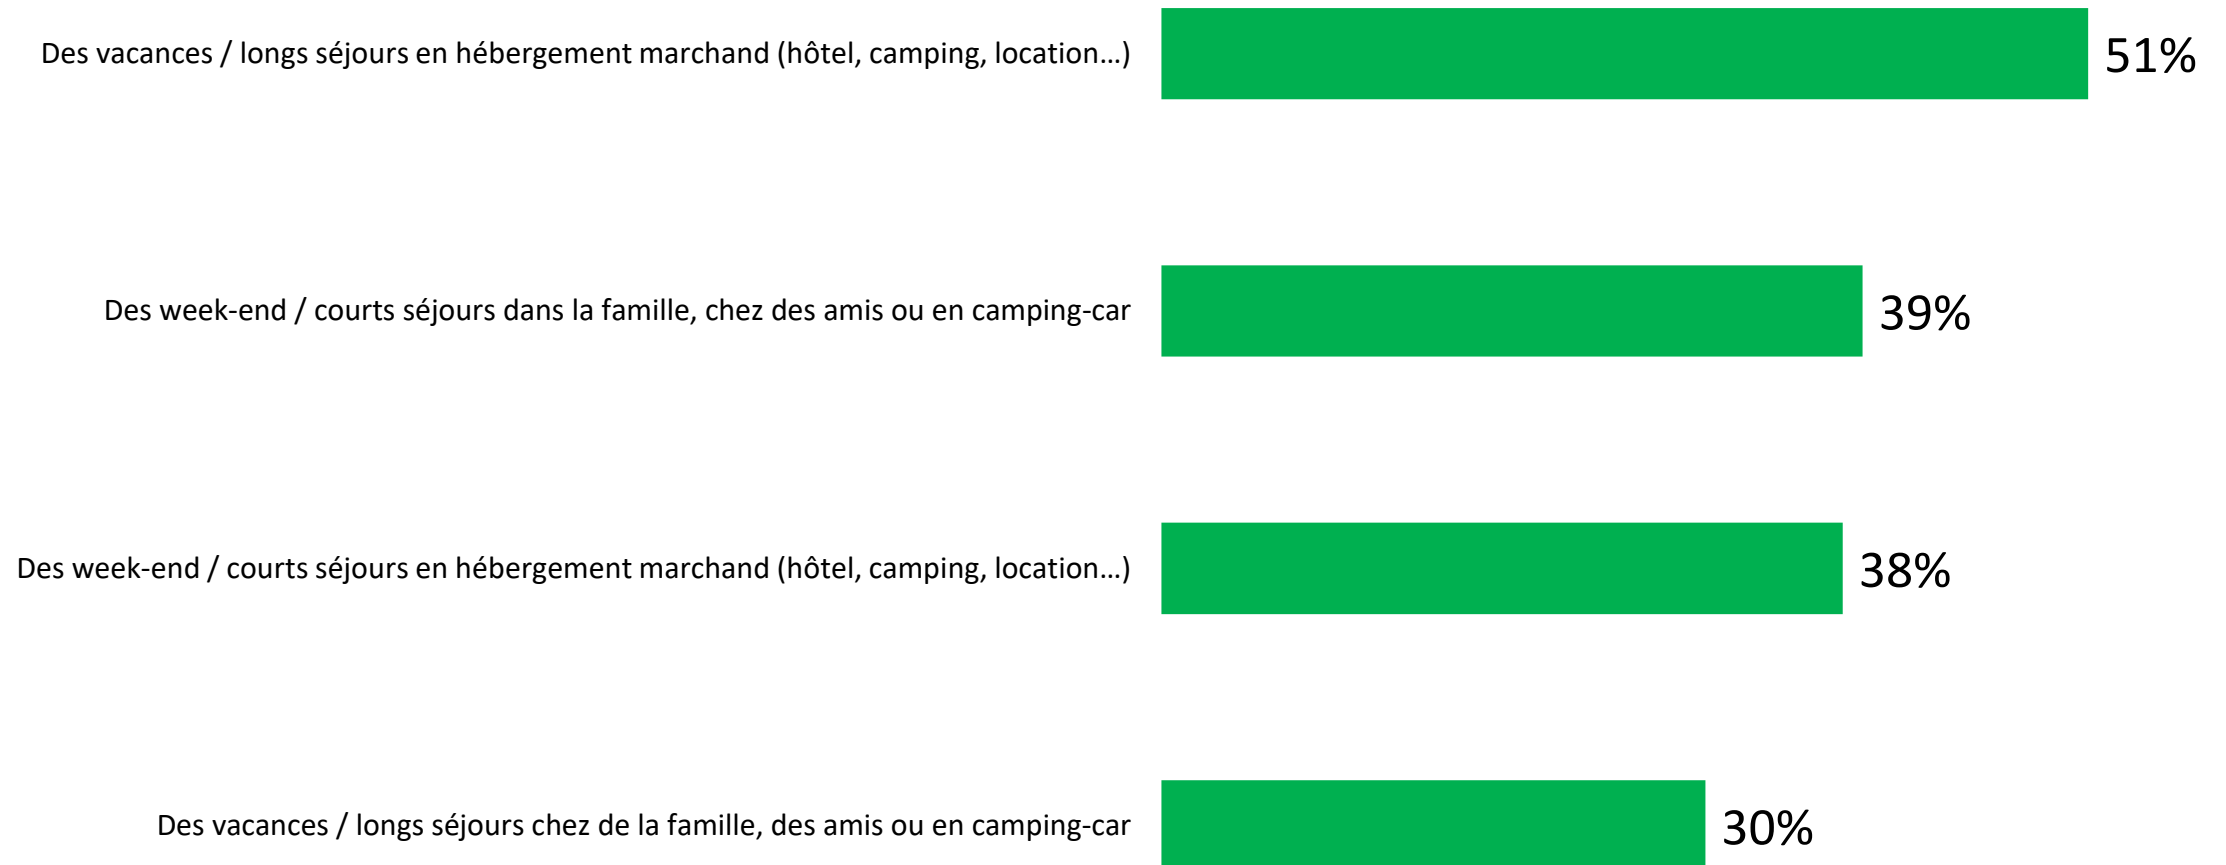 Des vacances / longs séjours en hébergement marchand (hôtel, camping, location…) 51%
Des week-end / courts séjours dans la famille, chez des amis ou en camping-car 39%
Des week-end / courts séjours en hébergement marchand (hôtel, camping, location…) 38%
Des vacances / longs séjours chez de la famille, des amis ou en camping-car 30%